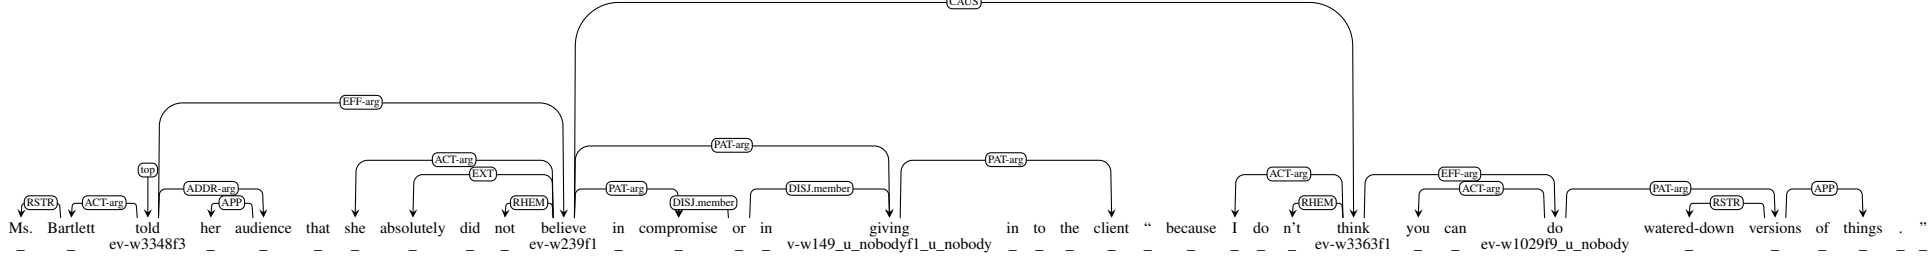 CAUS
EFF-arg
PAT-arg
ACT-arg PAT-arg
top EXT ACT-arg EFF-arg
ADDR-arg PAT-arg DISJ.member ACT-arg PAT-arg APP
RSTR ACT-arg APP RHEM DISJ.member RHEM RSTR
Ms. Bartlett told her audience that she absolutely did not believe in compromise or in giving in to the client “ because I do n’t think you can do watered-down versions of things . ”
_ _ ev-w3348f3 _ _ _ _ _ _ _ ev-w239f1 _ _ _ _ v-w149_u_nobodyf1_u_nobody _ _ _ _ _ _ _ _ _ ev-w3363f1 _ _ ev-w1029f9_u_nobody _ _ _ _ _ _